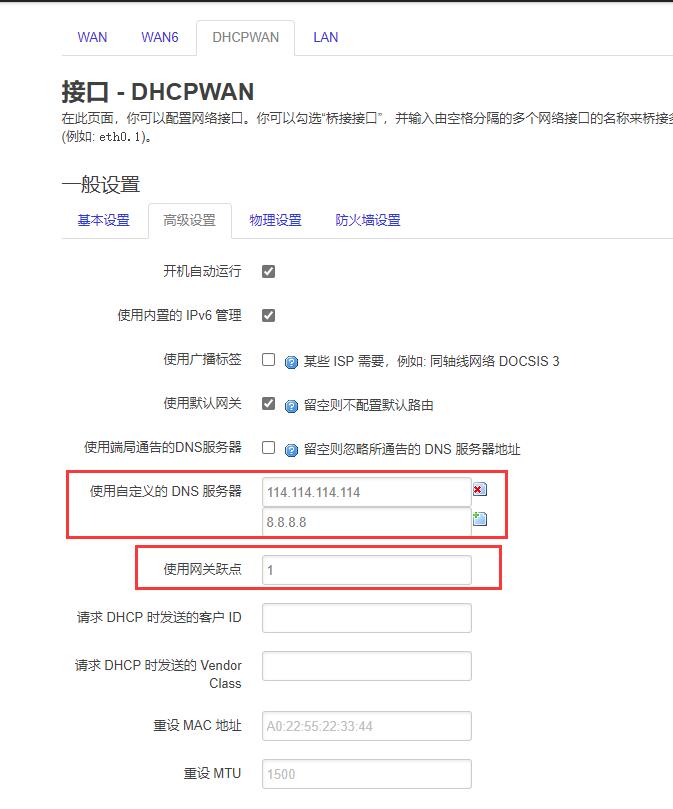 WAN WAN6 DHCPWAN LAN
接口 - DHCPWAN
在此页面，你可以配置网络接口。你可以勾选“桥接接口”，并输入由空格分隔的多个网络接口的名称来桥接多
(例如: eth0.1)。
一般设置
基本设置 高级设置 物理设置 防火墙设置
开机自动运行
使用内置的 IPv6 管理
使用广播标签 某些 ISP 需要，例如: 同轴线网络 DOCSIS 3
使用默认网关 留空则不配置默认路由
使用端局通告的DNS服务器 留空则忽略所通告的 DNS 服务器地址
使用自定义的 DNS 服务器 114.114.114.114
8.8.8.8
使用网关跃点 1
请求 DHCP 时发送的客户 ID
请求 DHCP 时发送的 Vendor
Class
重设 MAC 地址 A0:22:55:22:33:44
重设 MTU 1500